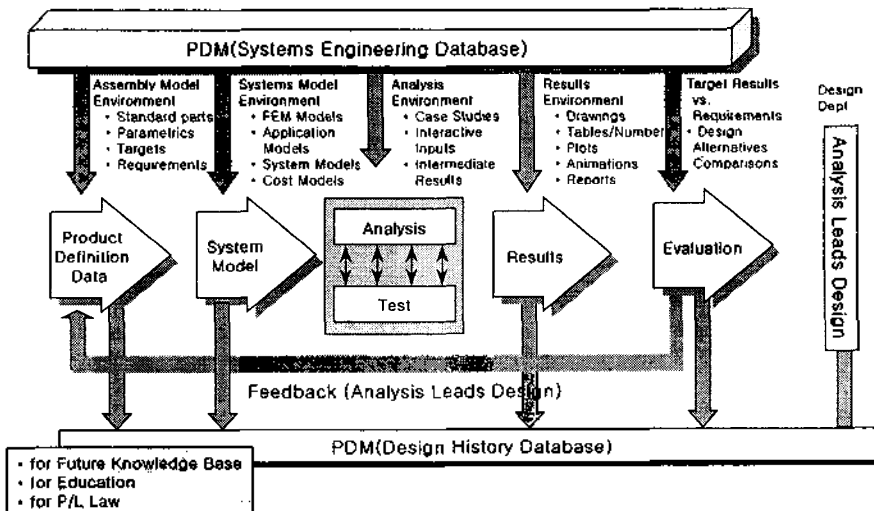 PDM(Systems Engineering Database)
Assembly Model
Environment
• Standard parts
• Parametrics
• Targets
• Requirements
Systems Model
Environment
• FEM Models
• Application
Models
• System Models
• Cost Models
Analysis
Environment
• Case Studies
• Interactive
Inputs
• Intermediate
Results
Results
Environment
• Drawings
• Tables/Number
• Plots
• Animations
• Reports
Target Results
vs.
Requirements
• Design
Alternatives
Comparisons
Design
Dept
Product
Definition
Data
System
Model
Analysis
Test
Results
Evaluation
Analysis Leads Design
Feedback (Analysis Leads Design)
PDM(Design History Database)
• for Future Knowledge Base
• for Education
• for P/L Law